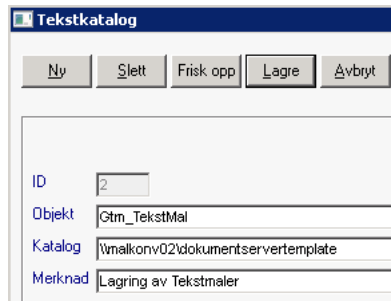 Tekstkatalog
Ny Slett Frisk opp Lagre Avbryt
ID 2
Objekt Gtm_TekstMal
Katalog \\malkonv02\dokumentservertemplate
Merknad Lagring av Tekstmaler